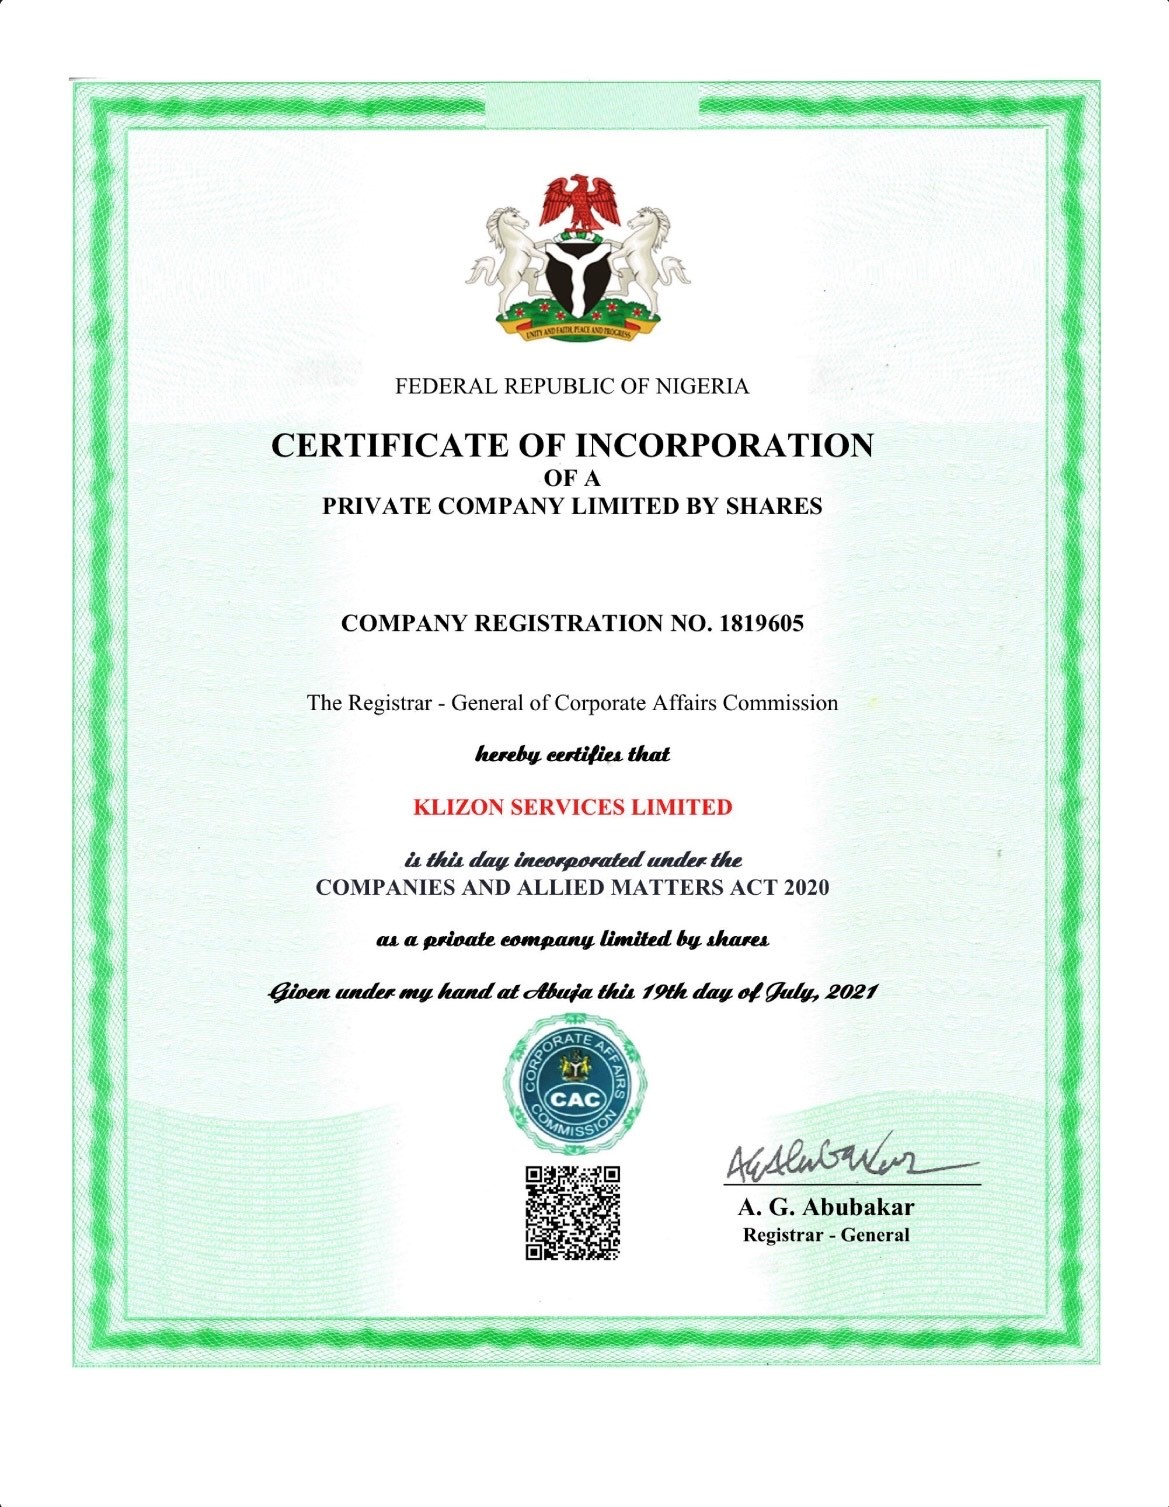 UNITY AND FAITH, PEACE AND PROGRESS
FEDERAL REPUBLIC OF NIGERIA
CERTIFICATE OF INCORPORATION
OF A
PRIVATE COMPANY LIMITED BY SHARES
COMPANY REGISTRATION NO. 1819605
The Registrar - General of Corporate Affairs Commission
hereby certifies that
KLIZON SERVICES LIMITED
is this day incorporated under the
COMPANIES AND ALLIED MATTERS ACT 2020
as a private company limited by shares
Given under my hand at Abuja this 19th day of July, 2021
CORPORATE AFFAIRS
CAC
COMMISSION
A. G. Abubakar
Registrar - General